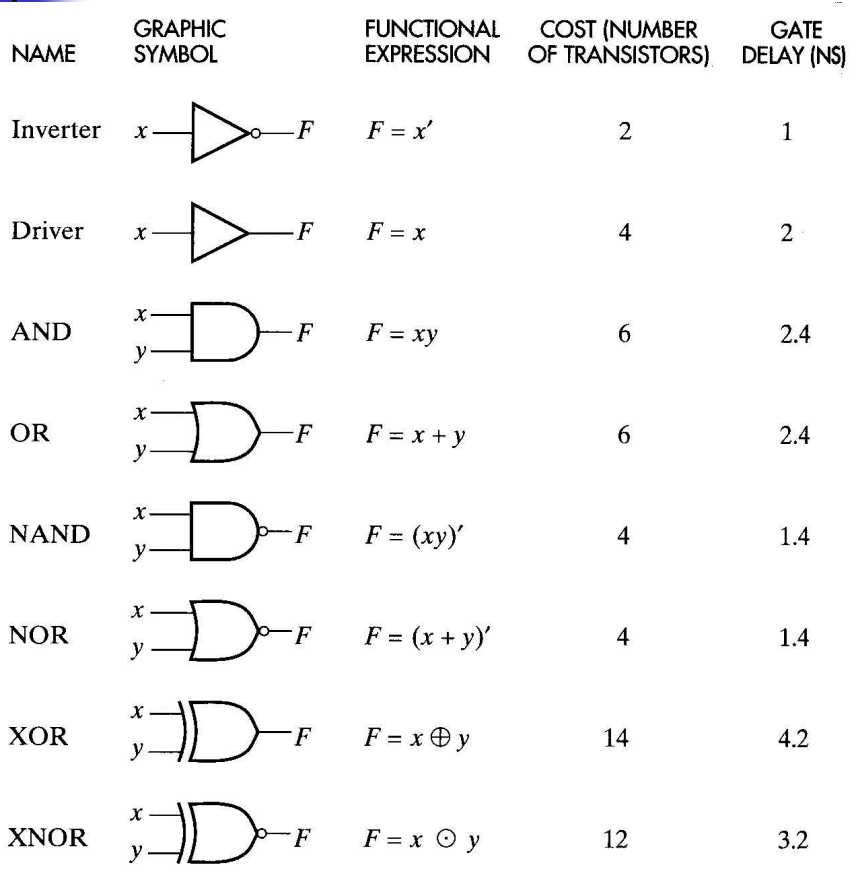 NAME GRAPHIC SYMBOL FUNCTIONAL EXPRESSION COST (NUMBER OF TRANSISTORS) GATE DELAY (NS)
Inverter x F F = x′ 2 1
Driver x F F = x 4 2
AND x y F F = xy 6 2.4
OR x y F F = x + y 6 2.4
NAND x y F F = (xy)′ 4 1.4
NOR x y F F = (x + y)′ 4 1.4
XOR x y F F = x ⊕ y 14 4.2
XNOR x y F F = x ⊙ y 12 3.2